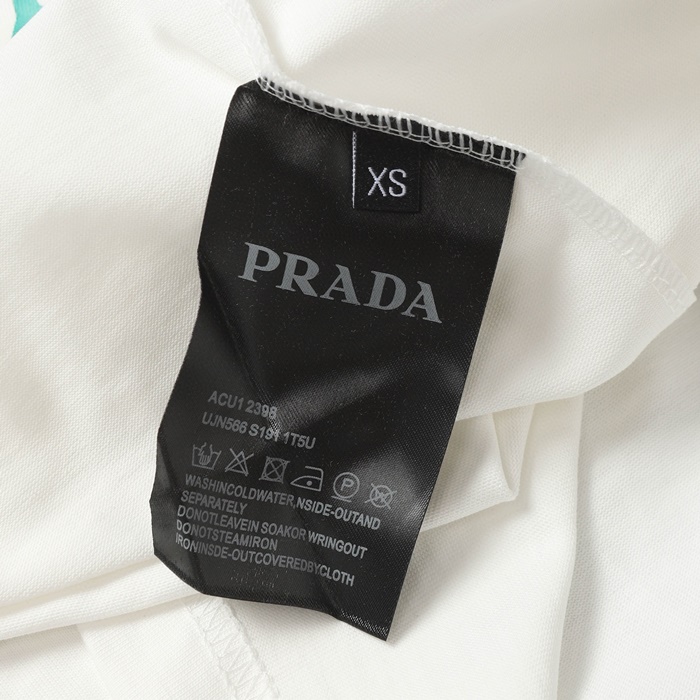 XS
PRADA
ACU1 2398
UJN566 S191 1T5U
P
W
WASHINCOLDWATER,NSIDE-OUTAND
SEPARATELY
DONOTLEAVEIN SOAKOR WRINGOUT
DONOTSTEAMIRON
IRONINSDE-OUTCOVEREDBYCLOTH